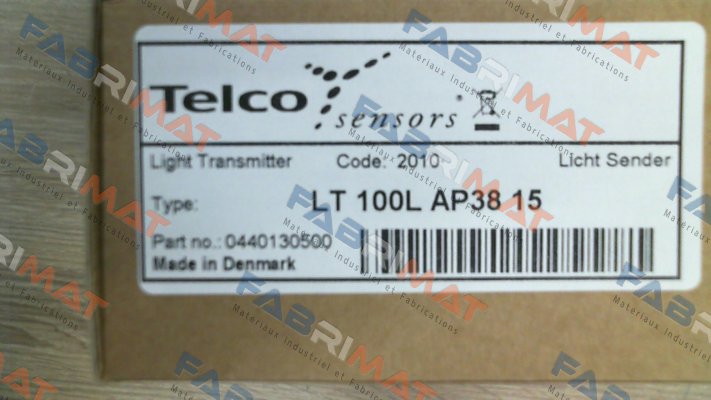 Telco sensors
Light Transmitter Code: 2010 Licht Sender
Type: LT 100L AP38 15
Part no.: 0440130500
Made in Denmark
FABRIMAT
Matériaux Industriel et Fabrications